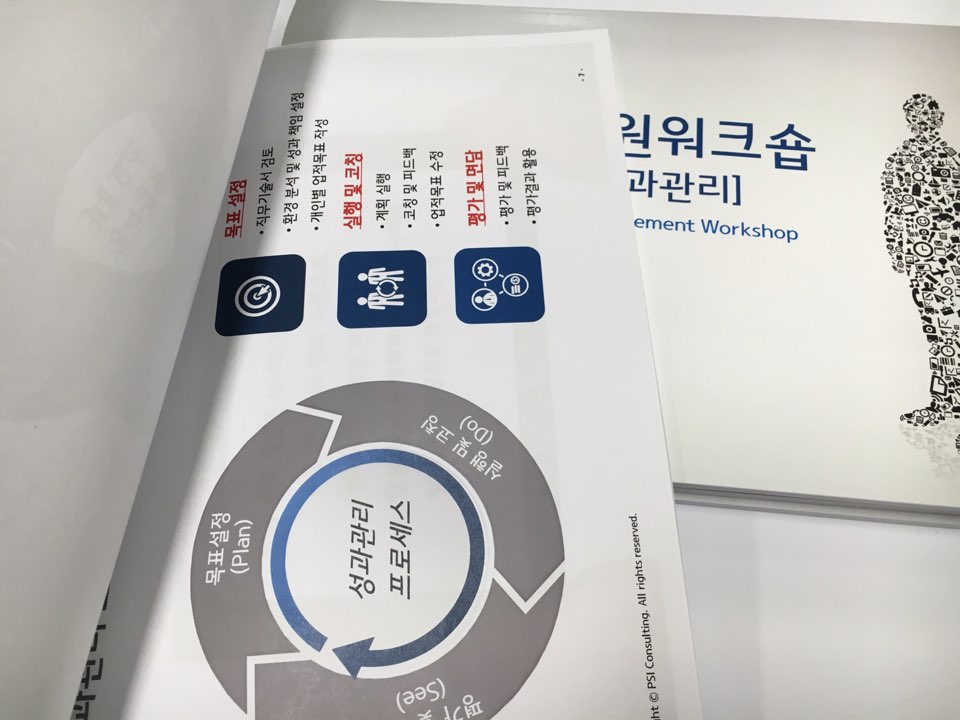 성과관리
프로세스
목표설정
(Plan)
실행 및 코칭
(Do)
(See)
목표 설정
• 직무기술서 검토
• 환경 분석 및 성과 책임 설정
• 개인별 업적목표 작성
실행 및 코칭
• 계획 실행
• 코칭 및 피드백
• 업적목표 수정
평가 및 면담
• 평가 및 피드백
• 평가결과 활용
ht © PSI Consulting. All rights reserved.
- 7 -
원워크숍
과관리]
ement Workshop